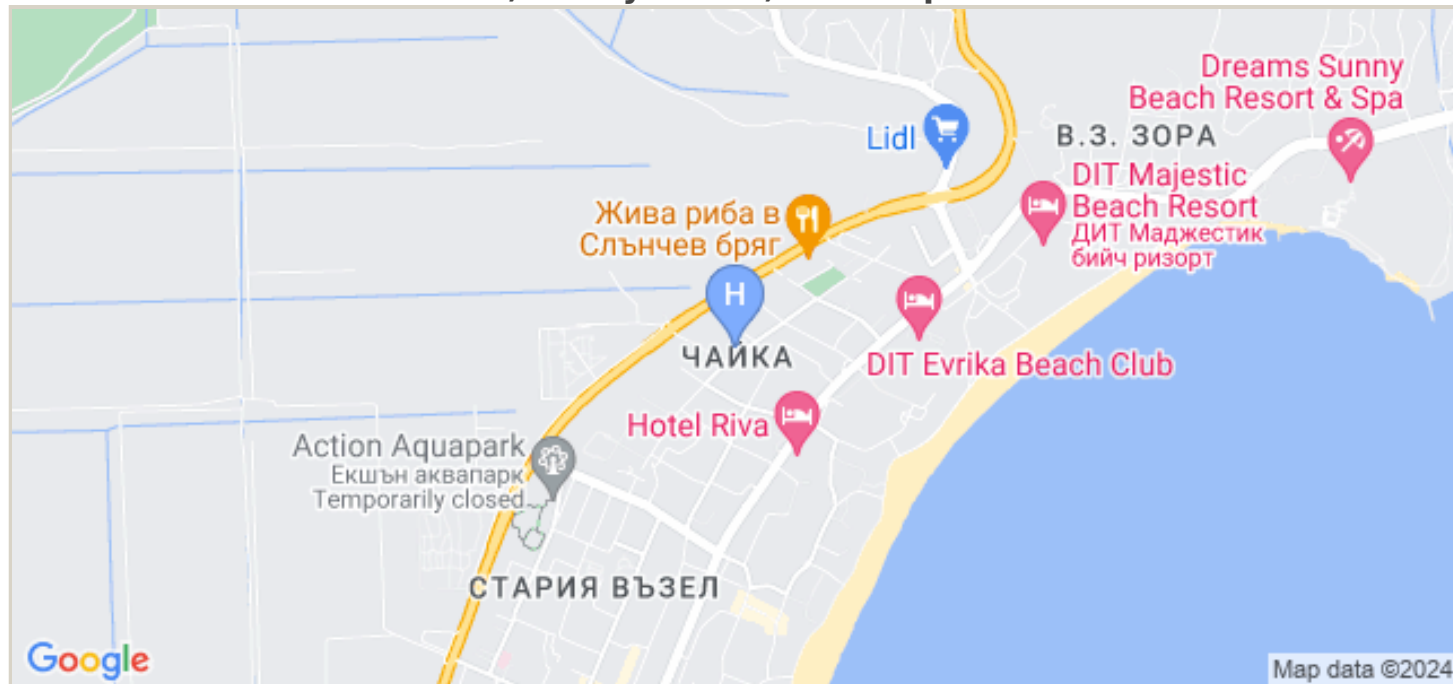 Dreams Sunny
Beach Resort & Spa
Lidl
В.З. ЗОРА
DIT Majestic
Beach Resort
ДИТ Маджестик
бийч ризорт
Жива риба в
Слънчев бряг
H
ЧАЙКА
DIT Evrika Beach Club
Hotel Riva
Action Aquapark
Екшън аквапарк
Temporarily closed
СТАРИЯ ВЪЗЕЛ
Google
Map data ©2024